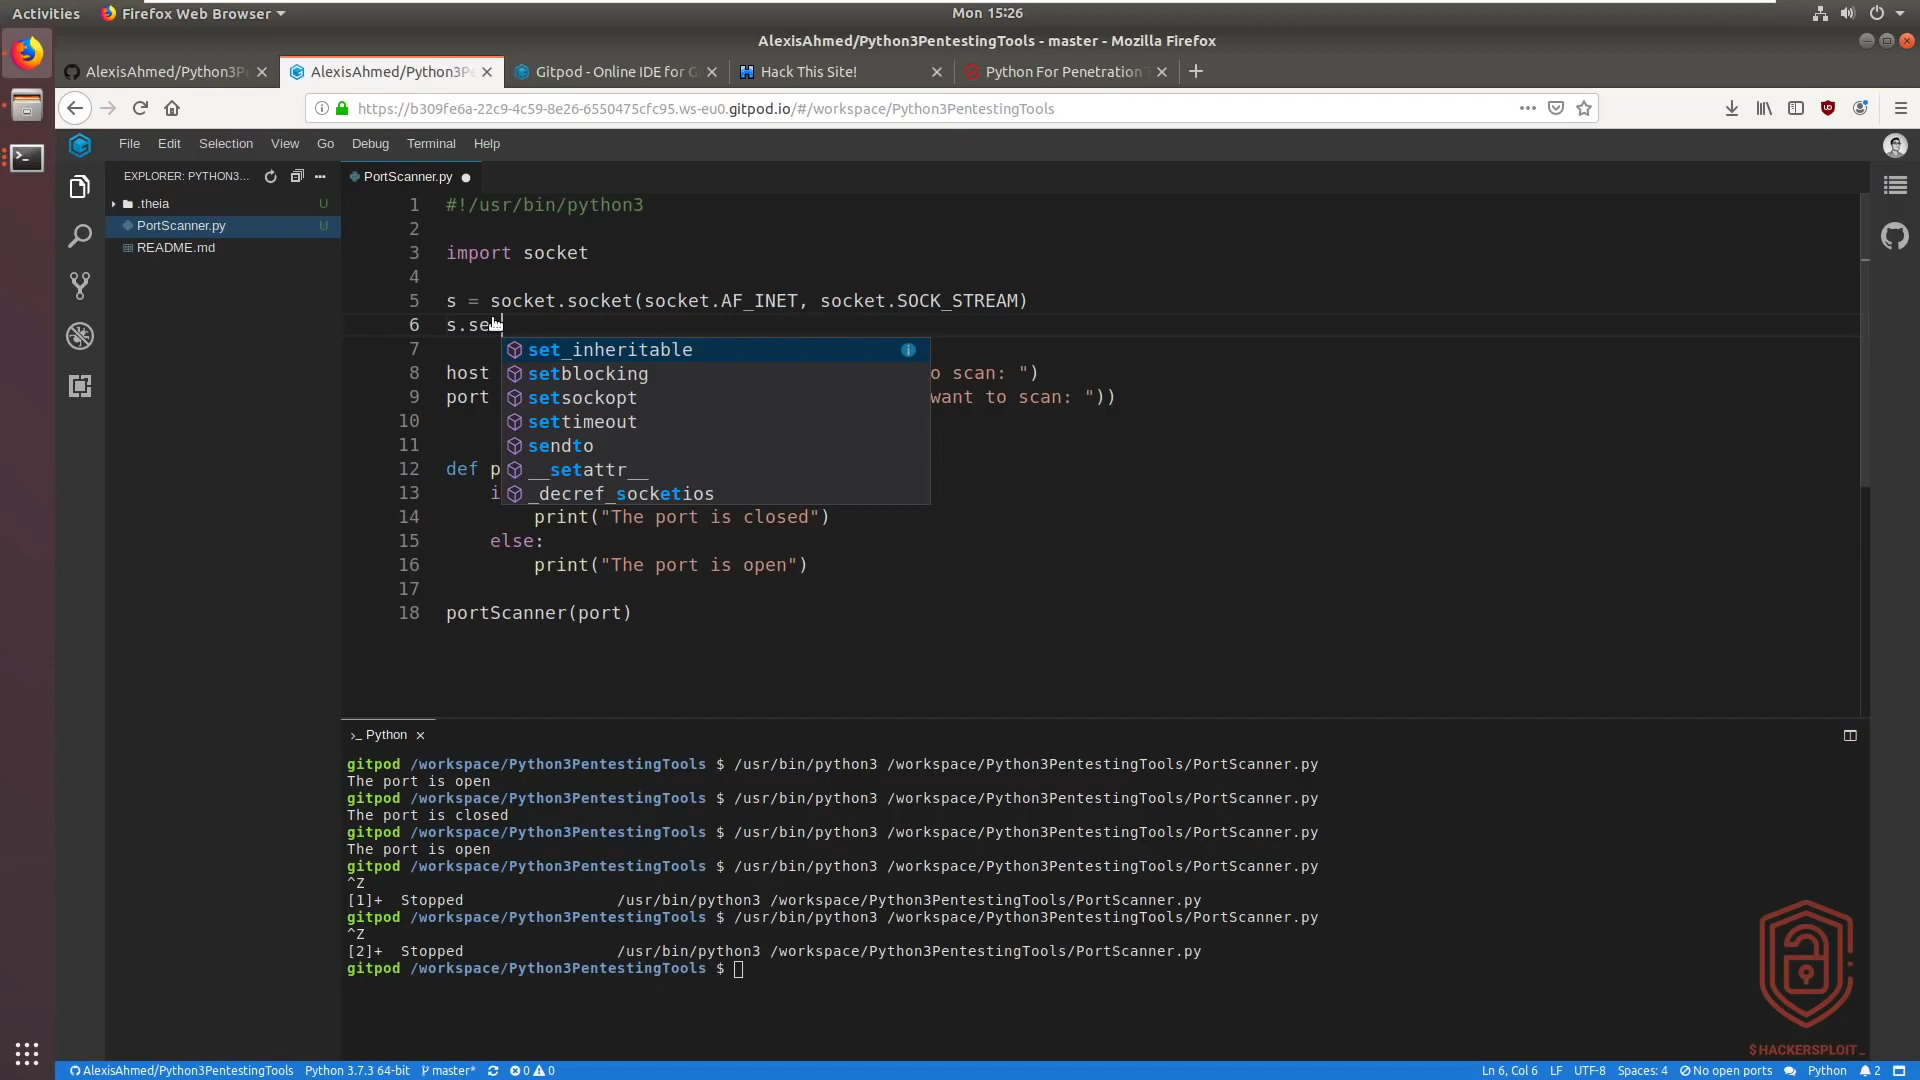 Activities Firefox Web Browser Mon 15:26
AlexisAhmed/Python3PentestingTools - master - Mozilla Firefox
AlexisAhmed/Python3P AlexisAhmed/Python3Pe Gitpod - Online IDE for G Hack This Site! Python For Penetration T
https://b309fe6a-22c9-4c59-8e26-6550475cfc95.ws-eu0.gitpod.io/#/workspace/Python3PentestingTools
File Edit Selection View Go Debug Terminal Help
EXPLORER: PYTHON3... PortScanner.py
.theia U
PortScanner.py U
README.md
1 #!/usr/bin/python3
2
3 import socket
4
5 s = socket.socket(socket.AF_INET, socket.SOCK_STREAM)
6 s.se
7 set_inheritable
setblocking
8 host o scan: ")
setsockopt
9 port want to scan: "))
10 settimeout
11 sendto
12 def p __setattr__
13 i _decref_socketios
14 print("The port is closed")
15 else:
16 print("The port is open")
17
18 portScanner(port)
>_ Python
gitpod /workspace/Python3PentestingTools $ /usr/bin/python3 /workspace/Python3PentestingTools/PortScanner.py
The port is open
gitpod /workspace/Python3PentestingTools $ /usr/bin/python3 /workspace/Python3PentestingTools/PortScanner.py
The port is closed
gitpod /workspace/Python3PentestingTools $ /usr/bin/python3 /workspace/Python3PentestingTools/PortScanner.py
The port is open
gitpod /workspace/Python3PentestingTools $ /usr/bin/python3 /workspace/Python3PentestingTools/PortScanner.py
^Z
[1]+ Stopped /usr/bin/python3 /workspace/Python3PentestingTools/PortScanner.py
gitpod /workspace/Python3PentestingTools $ /usr/bin/python3 /workspace/Python3PentestingTools/PortScanner.py
^Z
[2]+ Stopped /usr/bin/python3 /workspace/Python3PentestingTools/PortScanner.py
gitpod /workspace/Python3PentestingTools $
$HACKERSPLOIT_
AlexisAhmed/Python3PentestingTools Python 3.7.3 64-bit master* 0 0 Ln 6, Col 6 LF UTF-8 Spaces: 4 No open ports Python 2